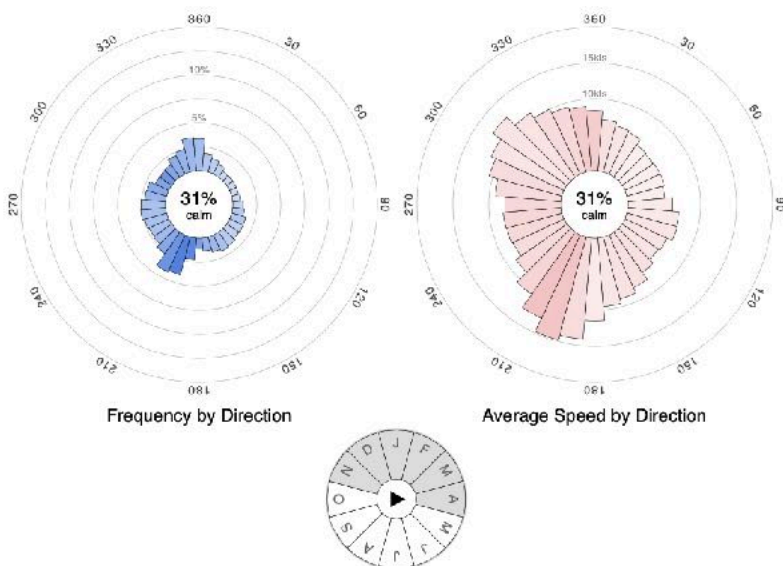 360
330
30
300
60
10%
5%
31%
calm
270
90
240
120
210
150
180
Frequency by Direction
360
330
30
300
60
15kts
10kts
31%
calm
270
90
240
120
210
150
180
Average Speed by Direction
J
F
M
A
M
J
J
A
S
O
N
D